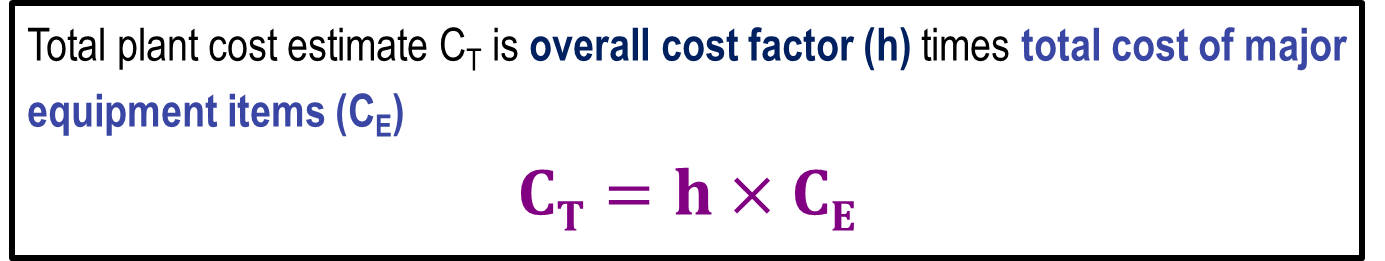 Total plant cost estimate C_T is overall cost factor (h) times total cost of major
equipment items (C_E)
C_T = h × C_E